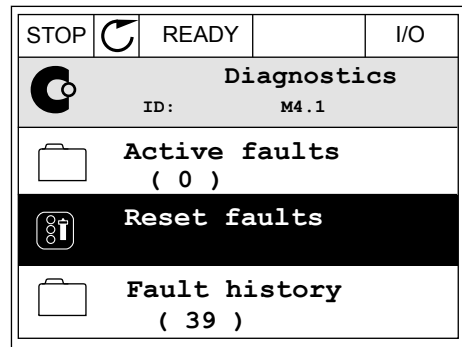 STOP READY I/O
Diagnostics
ID: M4.1
Active faults
( 0 )
Reset faults
Fault history
( 39 )